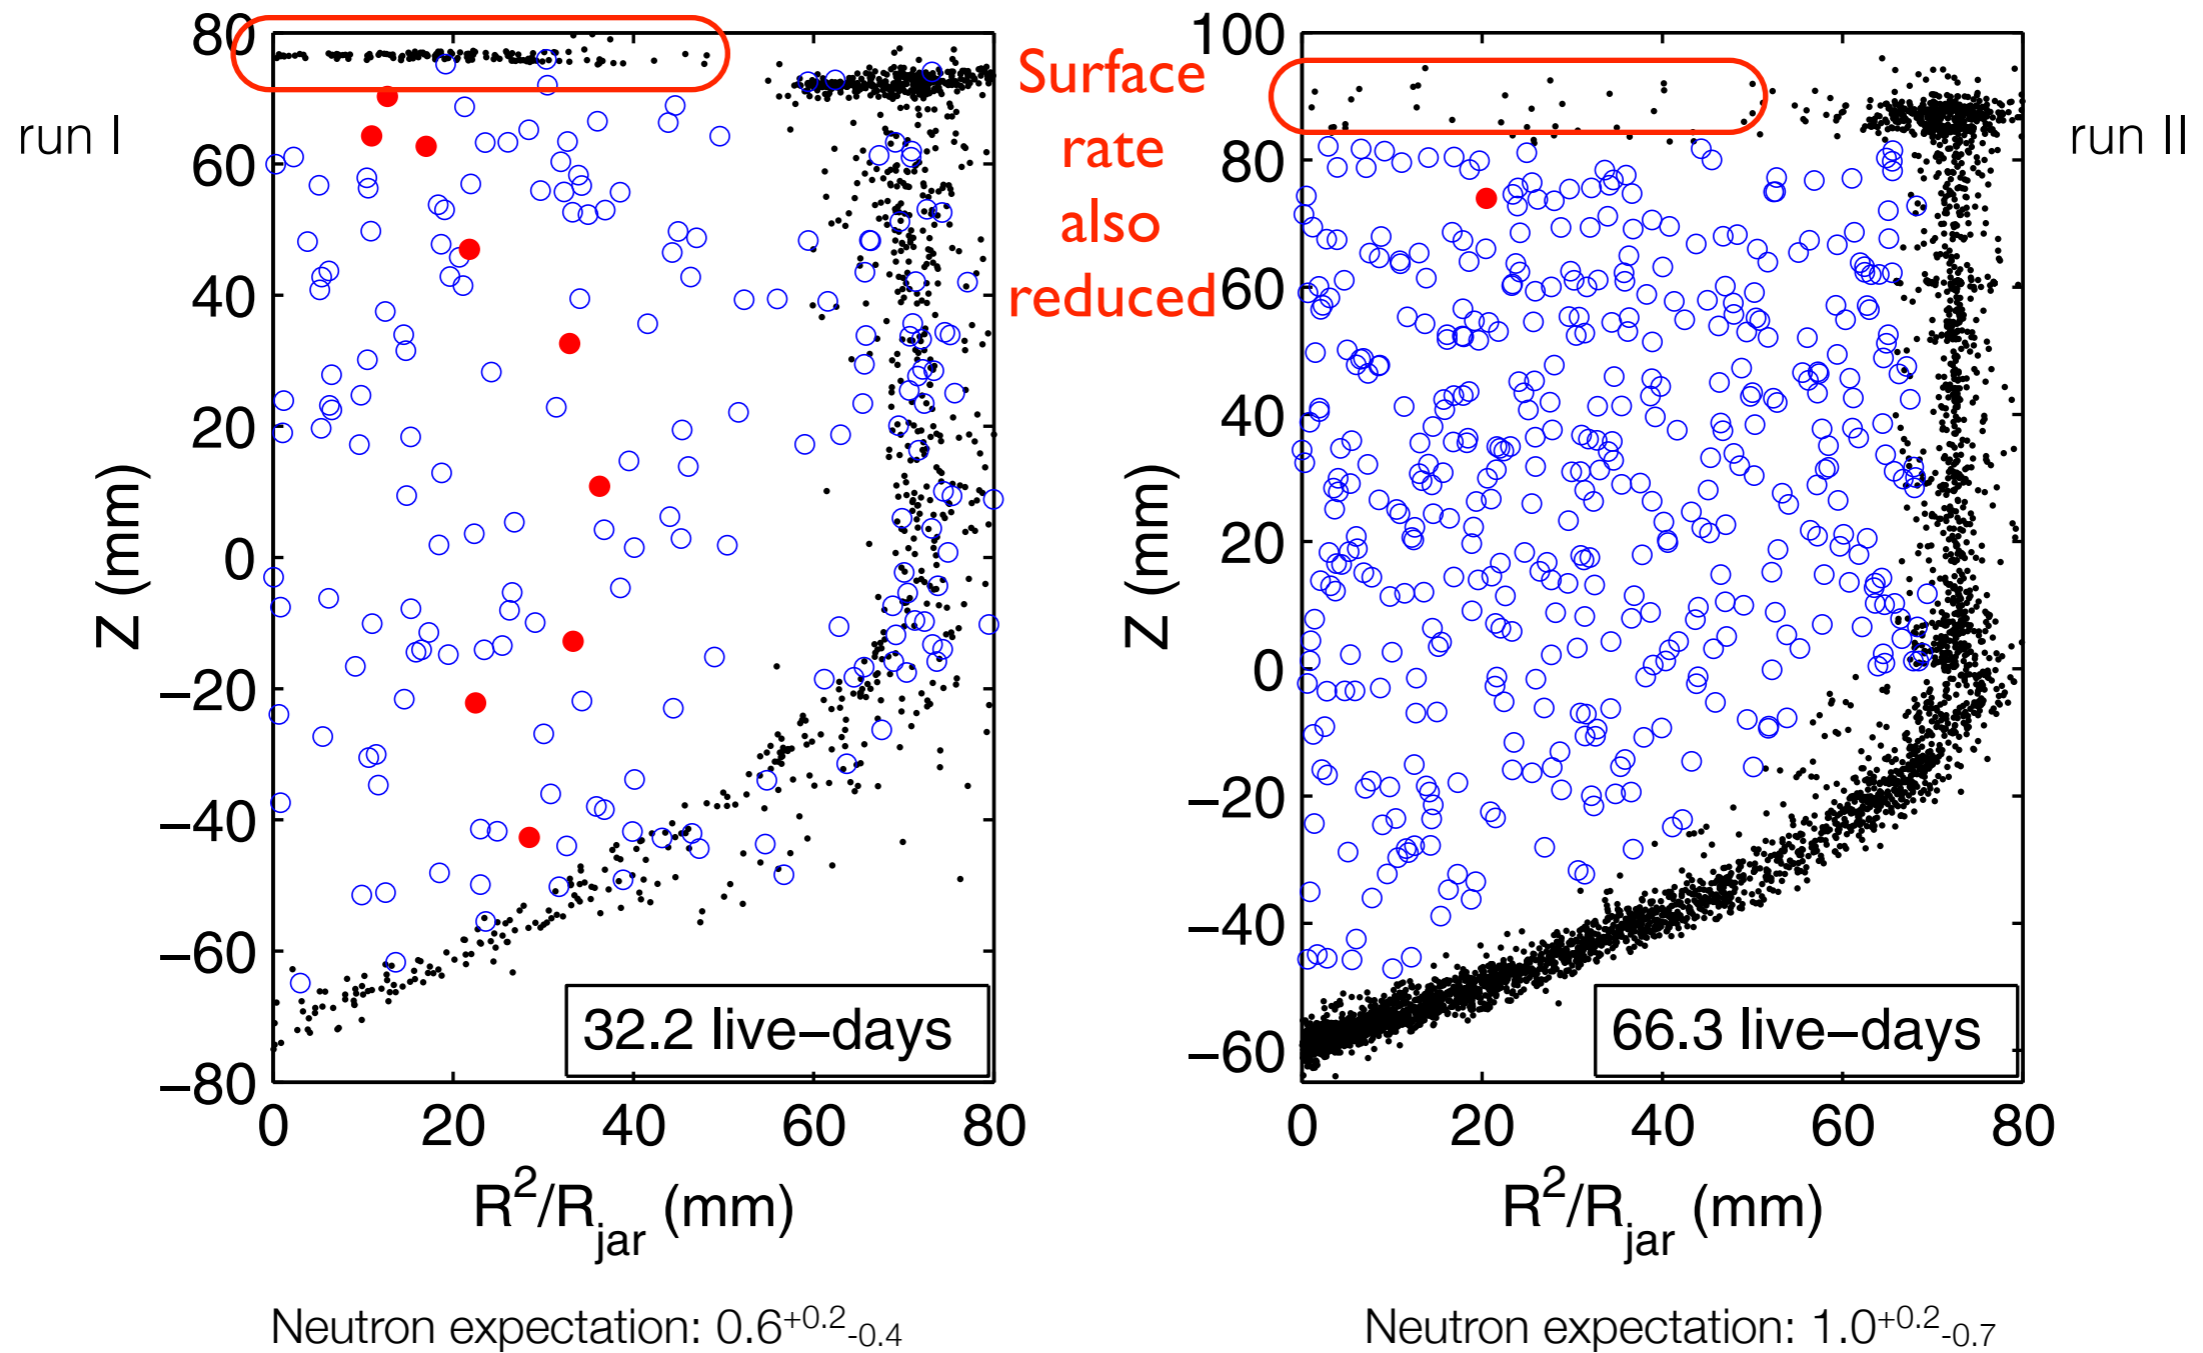 run I
Surface
rate
also
reduced
run II
80
60
40
20
0
−20
−40
−60
−80
Z (mm)
32.2 live−days
0 20 40 60 80
R²/Rjar (mm)
Neutron expectation: 0.6+0.2-0.4
100
80
60
40
20
0
−20
−40
−60
Z (mm)
66.3 live−days
0 20 40 60 80
R²/Rjar (mm)
Neutron expectation: 1.0+0.2-0.7